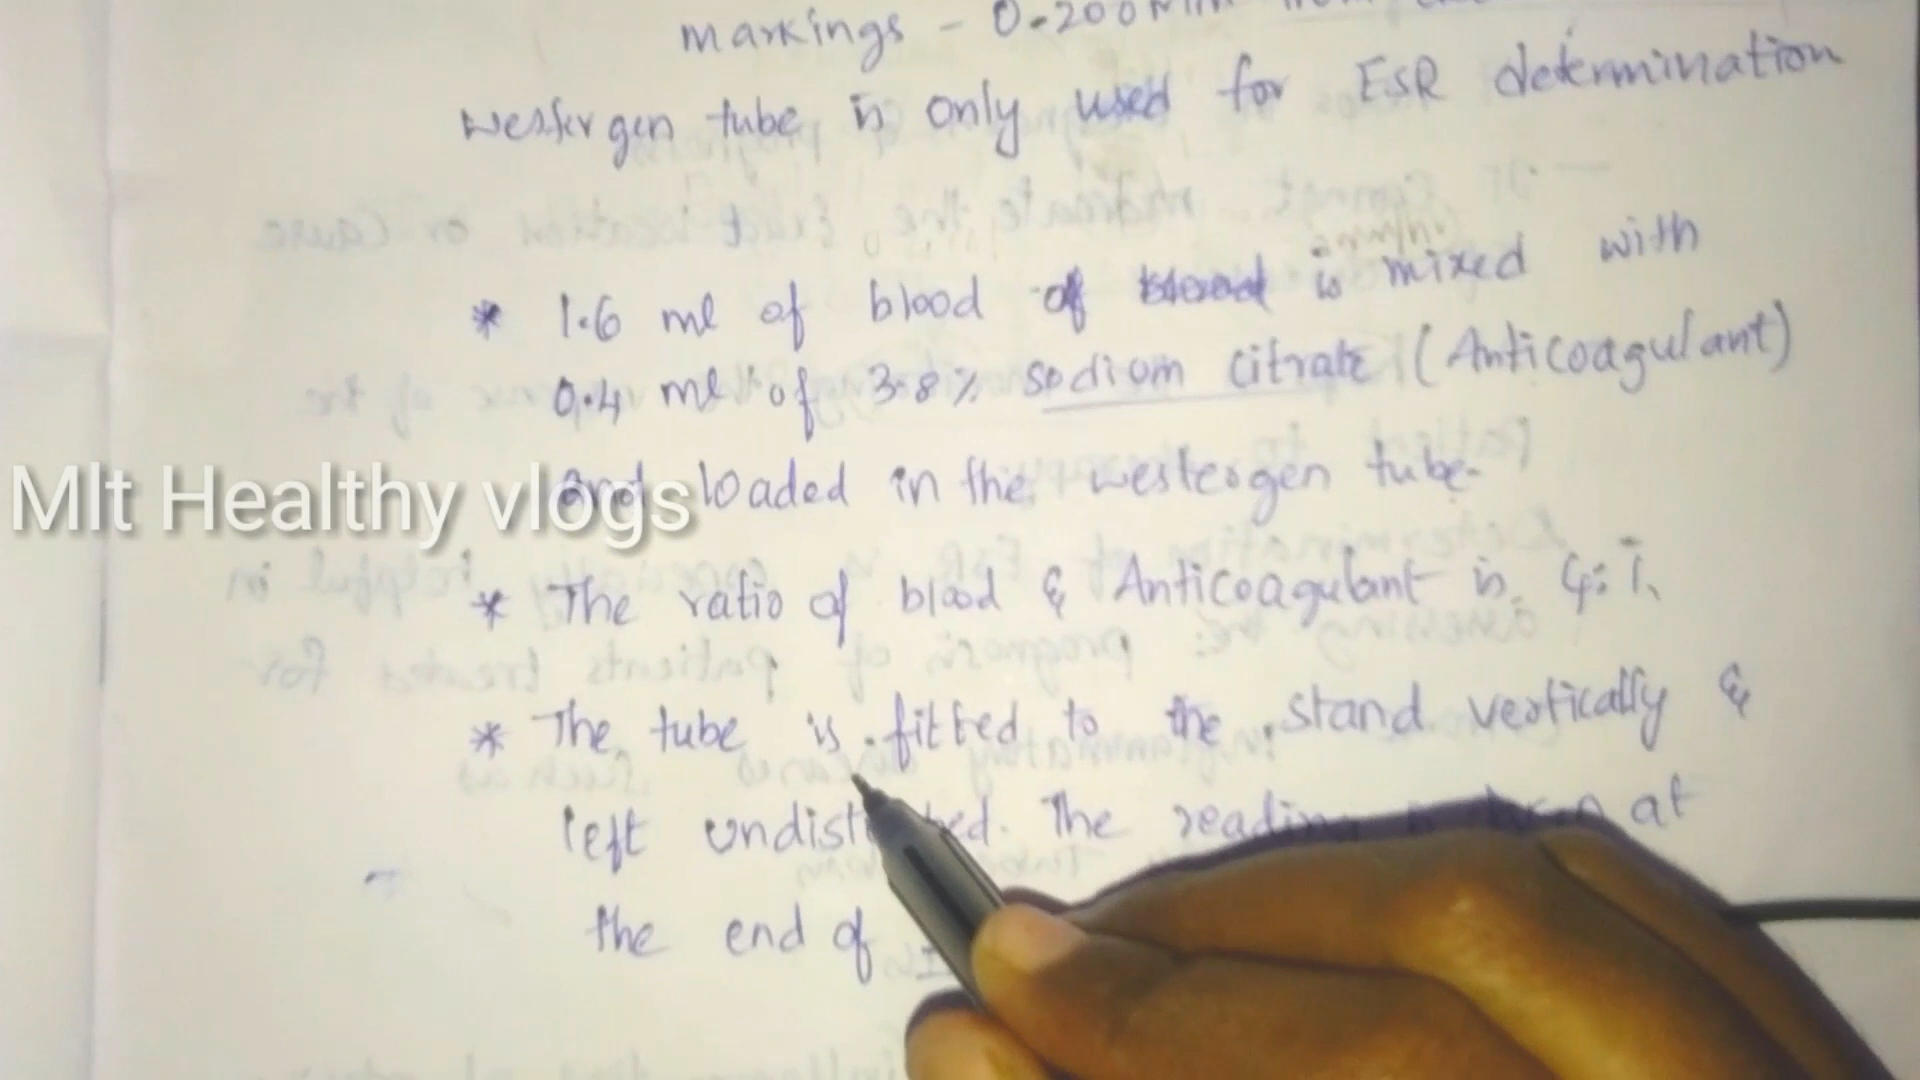 markings - 0-200 mm from
westergen tube is only used for ESR determination
* 1.6 ml of blood of blood is mixed with
0.4 ml of 3.8% sodium citrate (Anticoagulant)
and loaded in the westergen tube.
Mlt Healthy vlogs
* The ratio of blood & Anticoagulant is 4:1.
* The tube is fitted to the stand vertically &
left The at
the end of